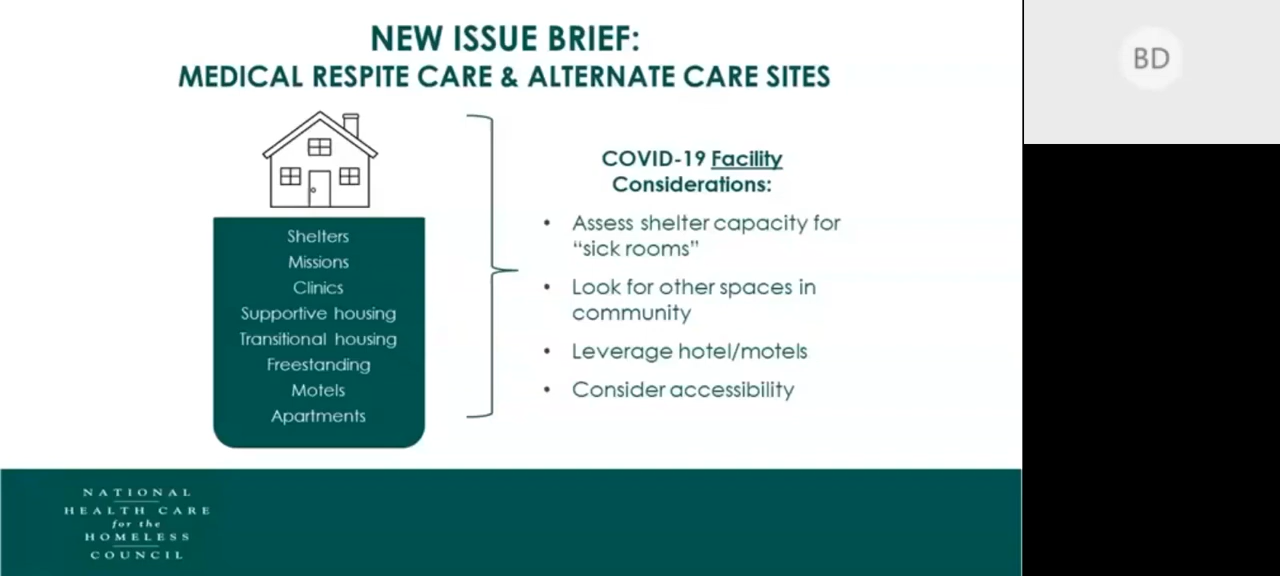 NEW ISSUE BRIEF:
MEDICAL RESPITE CARE & ALTERNATE CARE SITES
Shelters
Missions
Clinics
Supportive housing
Transitional housing
Freestanding
Motels
Apartments
COVID-19 Facility
Considerations:
• Assess shelter capacity for
“sick rooms”
• Look for other spaces in
community
• Leverage hotel/motels
• Consider accessibility
NATIONAL
HEALTH CARE
for the
HOMELESS
COUNCIL
BD